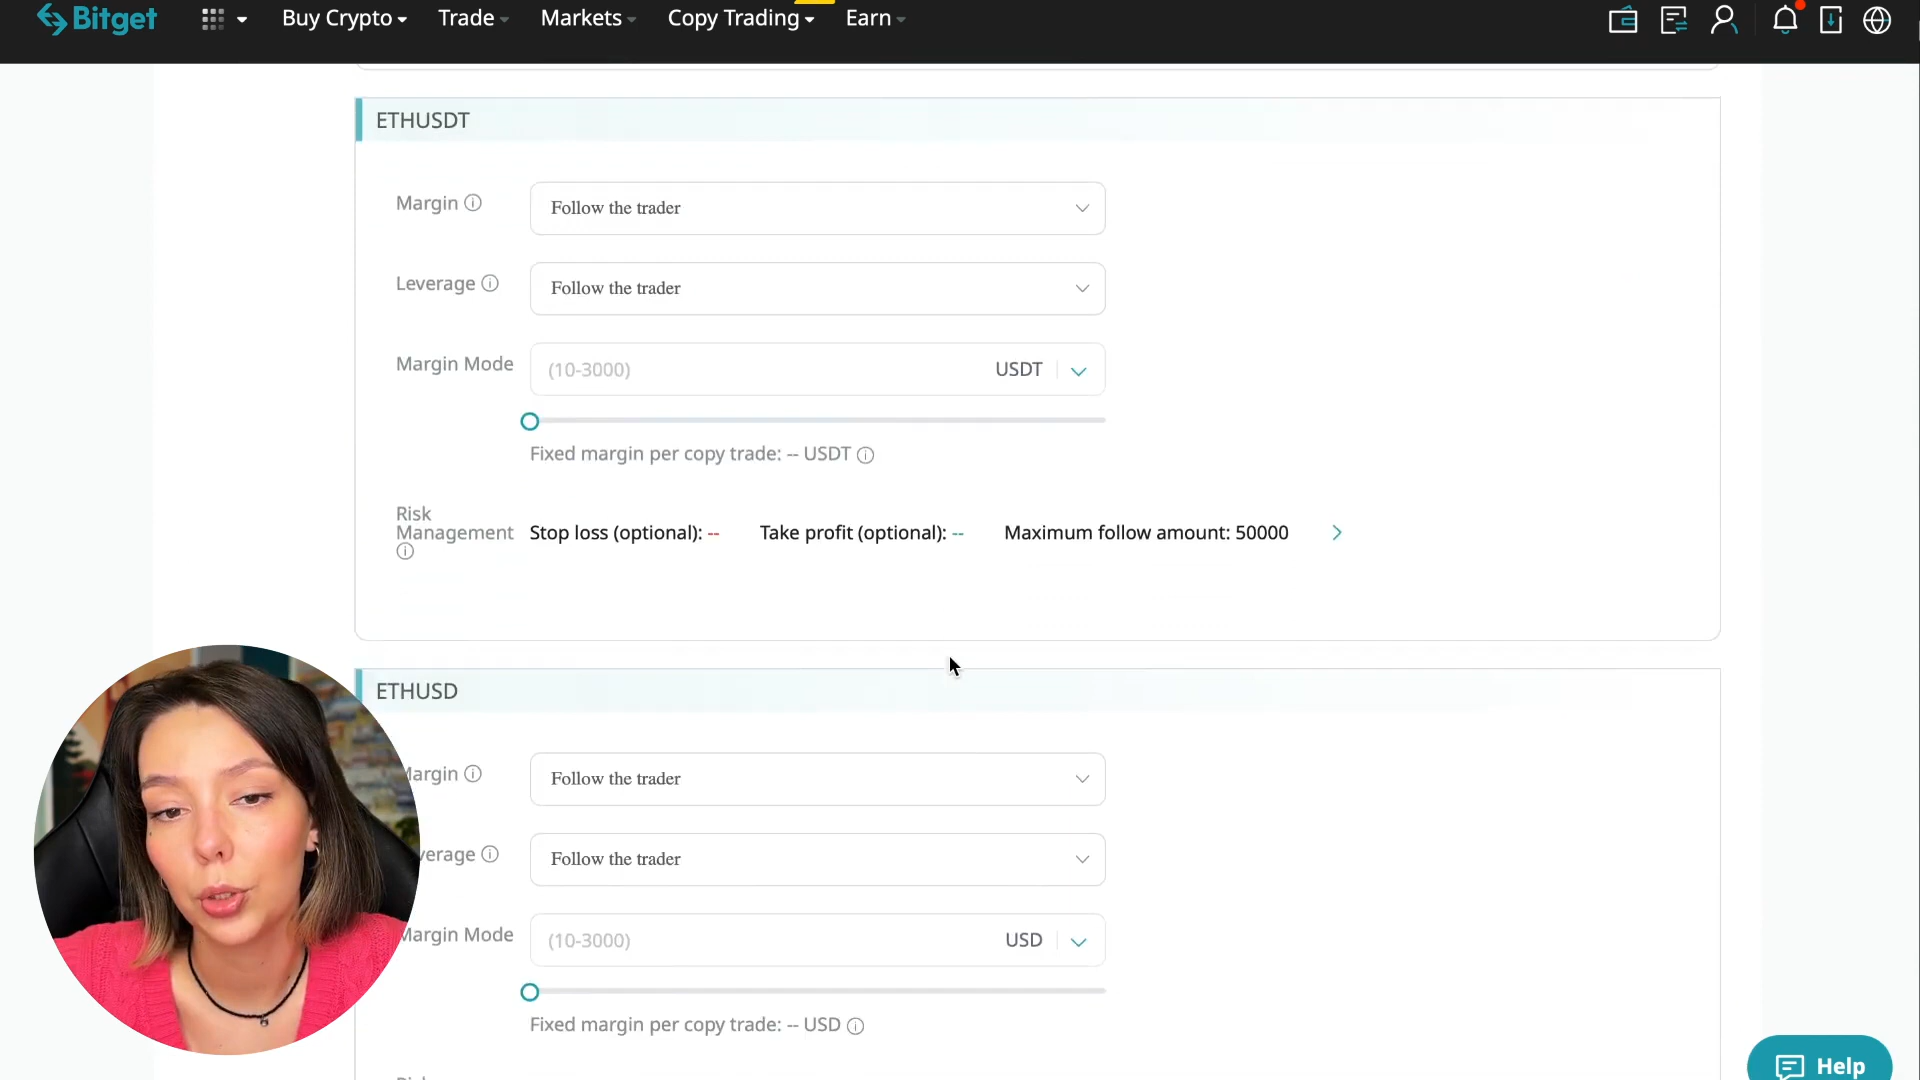 Bitget
Buy Crypto
Trade
Markets
Copy Trading
Earn
ETHUSDT
Margin
Follow the trader
Leverage
Follow the trader
Margin Mode
(10-3000)
USDT
Fixed margin per copy trade: -- USDT
Risk
Management
Stop loss (optional): --
Take profit (optional): --
Maximum follow amount: 50000
ETHUSD
Margin
Follow the trader
verage
Follow the trader
Margin Mode
(10-3000)
USD
Fixed margin per copy trade: -- USD
Help